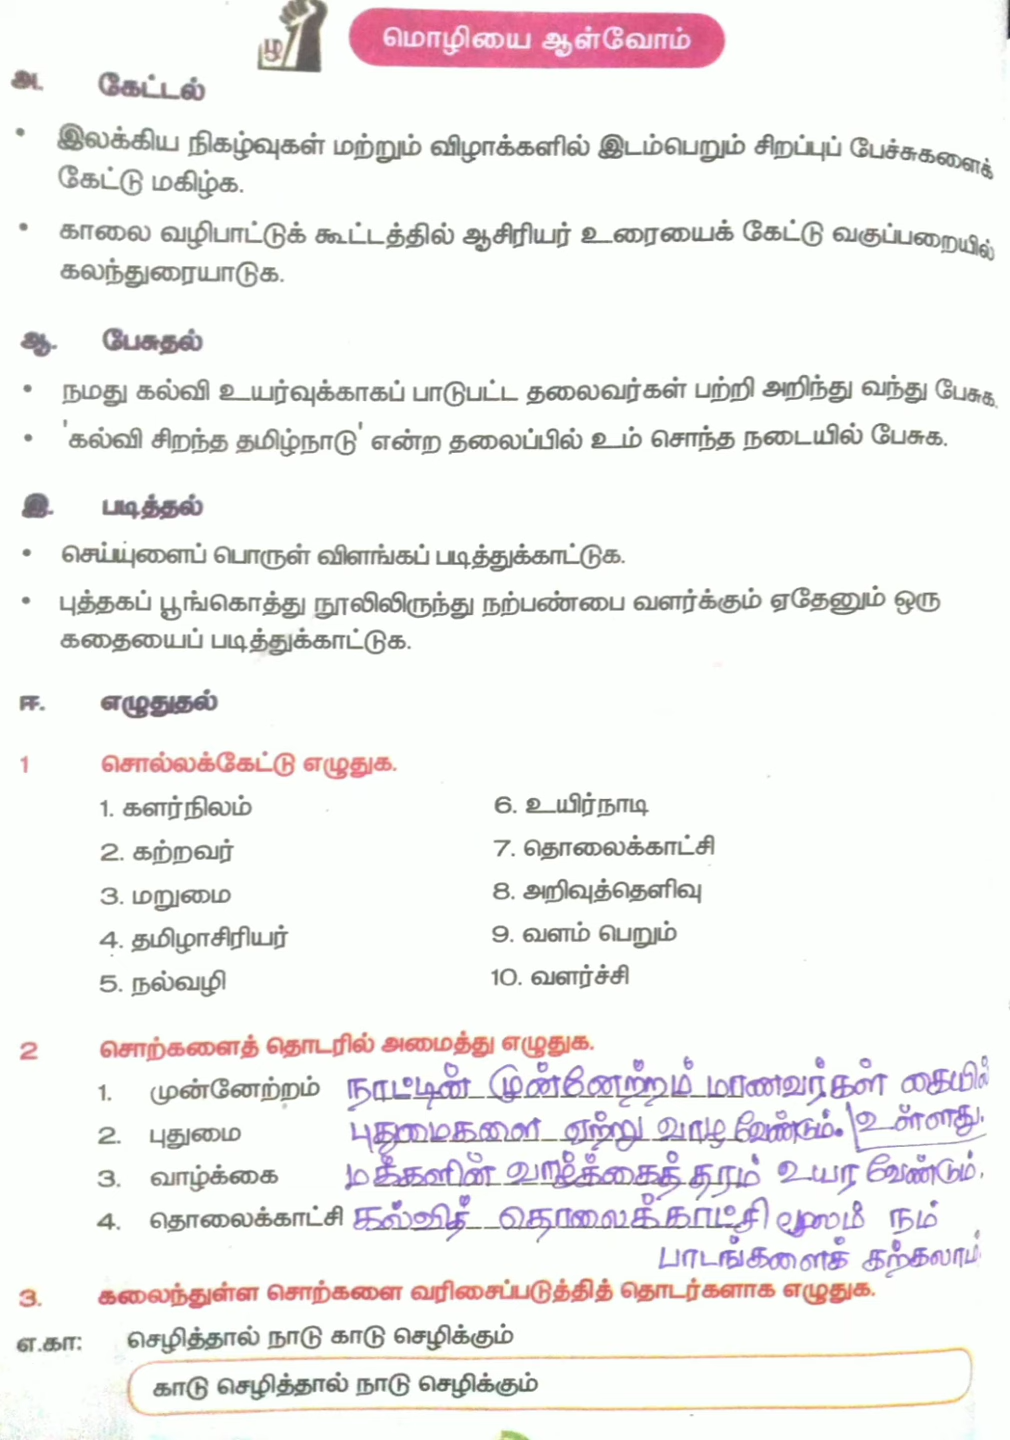 ழ
மொழியை ஆள்வோம்
அ. கேட்டல்
• இலக்கிய நிகழ்வுகள் மற்றும் விழாக்களில் இடம்பெறும் சிறப்புப் பேச்சுகளைக்
கேட்டு மகிழ்க.
• காலை வழிபாட்டுக் கூட்டத்தில் ஆசிரியர் உரையைக் கேட்டு வகுப்பறையில்
கலந்துரையாடுக.
ஆ. பேசுதல்
• நமது கல்வி உயர்வுக்காகப் பாடுபட்ட தலைவர்கள் பற்றி அறிந்து வந்து பேசுக.
• 'கல்வி சிறந்த தமிழ்நாடு' என்ற தலைப்பில் உம் சொந்த நடையில் பேசுக.
இ. படித்தல்
• செய்யுளைப் பொருள் விளங்கப் படித்துக்காட்டுக.
• புத்தகப் பூங்கொத்து நூலிலிருந்து நற்பண்பை வளர்க்கும் ஏதேனும் ஒரு
கதையைப் படித்துக்காட்டுக.
ஈ. எழுதுதல்
1 சொல்லக்கேட்டு எழுதுக.
1. களர்நிலம் 6. உயிர்நாடி
2. கற்றவர் 7. தொலைக்காட்சி
3. மறுமை 8. அறிவுத்தெளிவு
4. தமிழாசிரியர் 9. வளம் பெறும்
5. நல்வழி 10. வளர்ச்சி
2 சொற்களைத் தொடரில் அமைத்து எழுதுக.
1. முன்னேற்றம் நாட்டின் முன்னேற்றம் மாணவர்கள் கையில்
2. புதுமை புதுமைகளை ஏற்று வாழ வேண்டும். உள்ளது.
3. வாழ்க்கை மக்களின் வாழ்க்கைத்தரம் உயர வேண்டும்.
4. தொலைக்காட்சி கல்வித் தொலைக்காட்சி மூலம் நம்
பாடங்களைக் கற்கலாம்
3. கலைந்துள்ள சொற்களை வரிசைப்படுத்தித் தொடர்களாக எழுதுக.
எ.கா: செழித்தால் நாடு காடு செழிக்கும்
காடு செழித்தால் நாடு செழிக்கும்